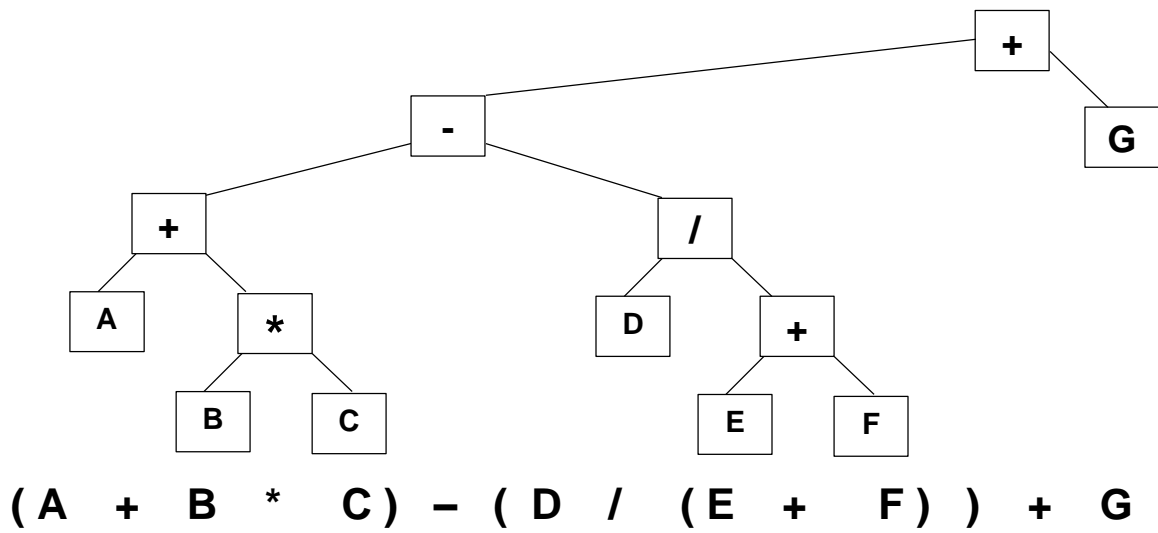 +
-
G
+
/
A
*
D
+
B
C
E
F
( A + B * C ) – ( D / ( E + F ) ) + G